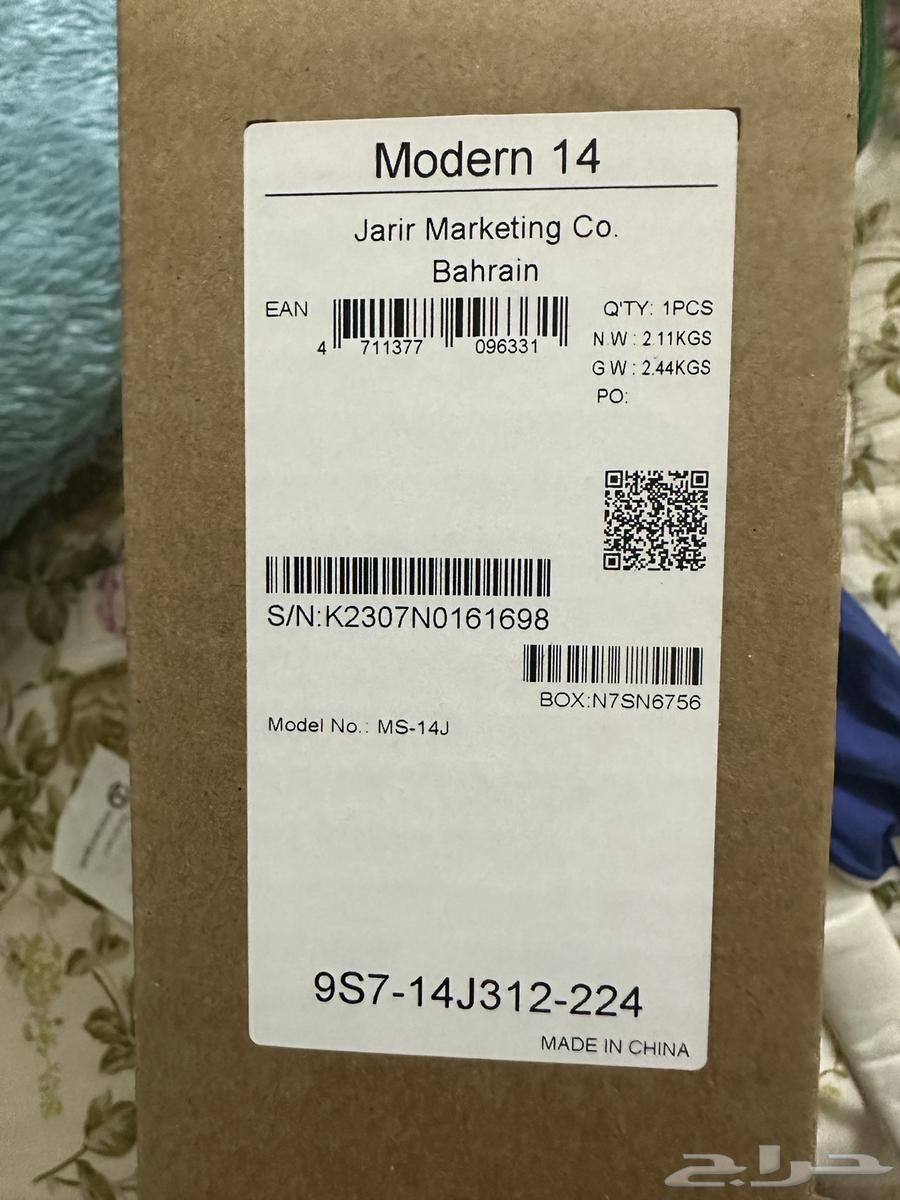 Modern 14
Jarir Marketing Co.
Bahrain
EAN
4 711377 096331
Q'TY: 1PCS
N.W : 2.11KGS
G W : 2.44KGS
PO:
S/N:K2307N0161698
BOX:N7SN6756
Model No.: MS-14J
9S7-14J312-224
MADE IN CHINA
حراج